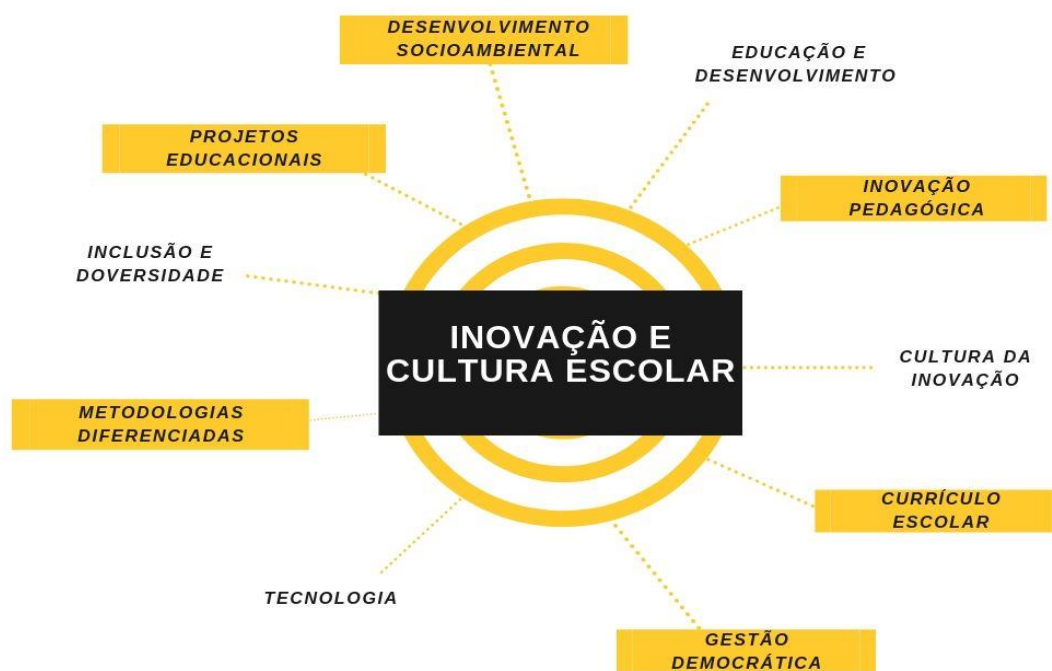 DESENVOLVIMENTO
SOCIOAMBIENTAL
EDUCAÇÃO E
DESENVOLVIMENTO
PROJETOS
EDUCACIONAIS
INOVAÇÃO
PEDAGÓGICA
INCLUSÃO E
DOVERSIDADE
INOVAÇÃO E
CULTURA ESCOLAR
CULTURA DA
INOVAÇÃO
METODOLOGIAS
DIFERENCIADAS
CURRÍCULO
ESCOLAR
TECNOLOGIA
GESTÃO
DEMOCRÁTICA